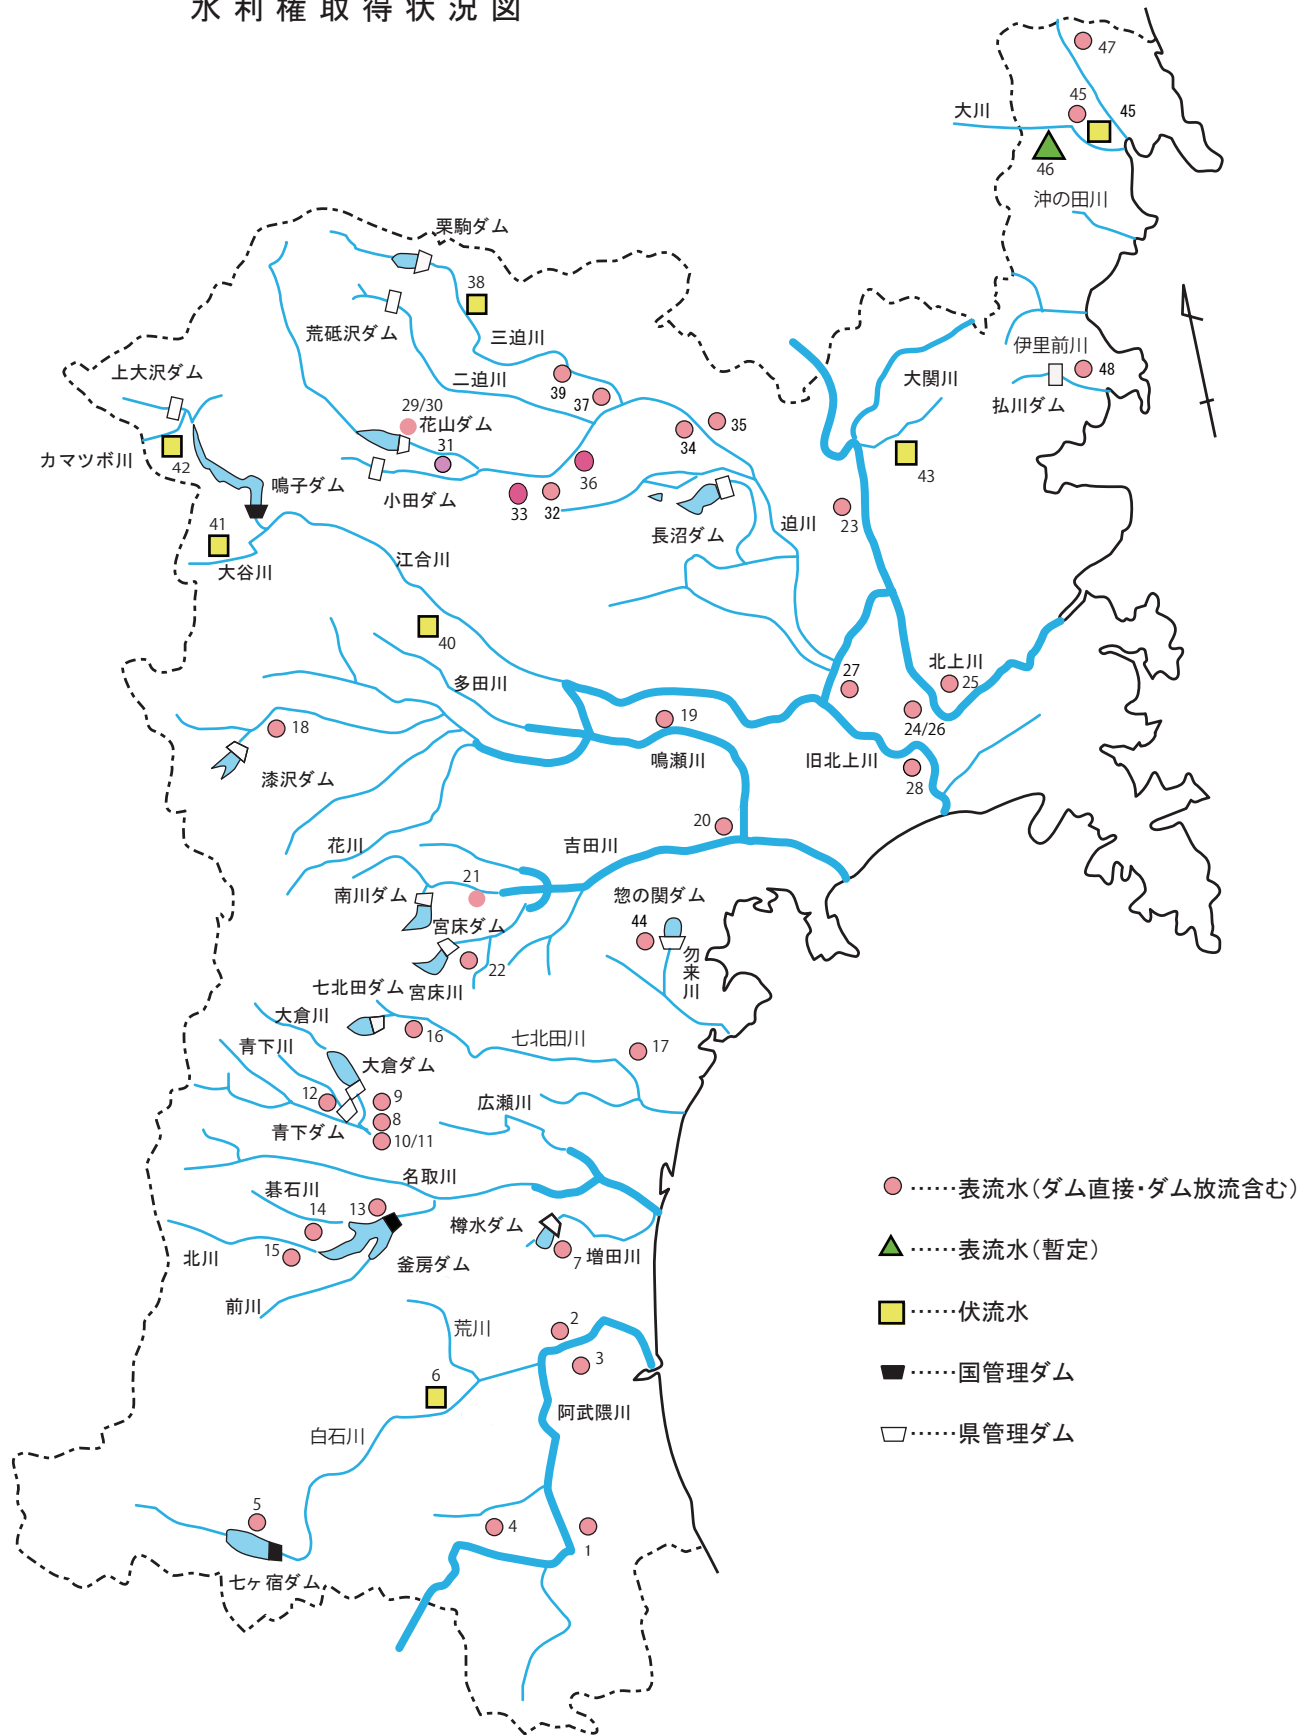 水利権取得状況図
47
45
45
大川
46
沖の田川
栗駒ダム
38
荒砥沢ダム
三迫川
伊里前川
48
払川ダム
大関川
上大沢ダム
二迫川
39
37
29/30
花山ダム
35
34
31
カマツボ川
42
43
36
鳴子ダム
小田ダム
33
32
長沼ダム
迫川
23
41
大谷川
江合川
40
多田川
27
北上川
25
24/26
19
18
鳴瀬川
旧北上川
漆沢ダム
28
20
花川
吉田川
21
南川ダム
惣の関ダム
宮床ダム
44
22
勿来川
七北田ダム
宮床川
大倉川
16
七北田川
17
青下川
大倉ダム
12
9
8
広瀬川
青下ダム
10/11
名取川
碁石川
14
13
樽水ダム
北川
15
釜房ダム
7
増田川
前川
荒川
2
3
6
阿武隈川
白石川
5
4
1
七ヶ宿ダム
……表流水(ダム直接・ダム放流含む)
……表流水(暫定)
……伏流水
……国管理ダム
……県管理ダム